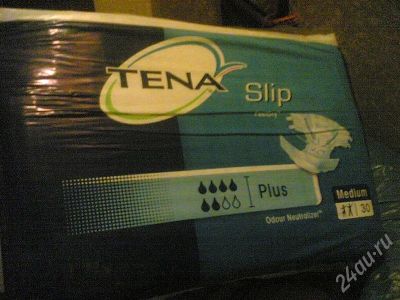 TENA
Slip
Plus
Odour Neutralizer
Medium
30
24au.ru